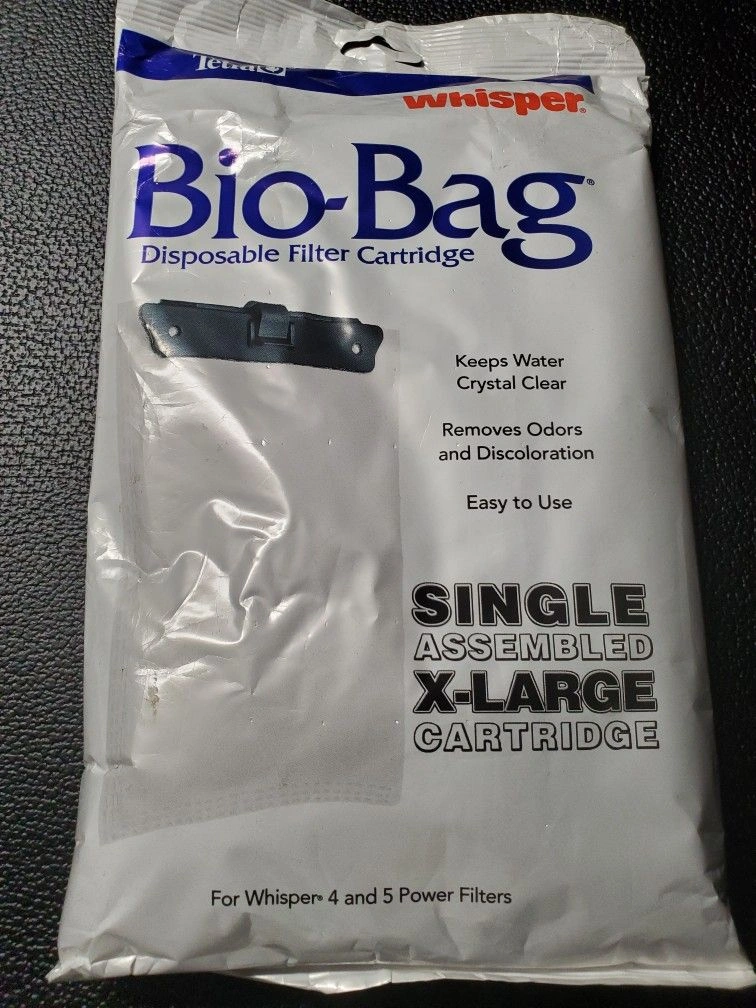 Tetra
Whisper®
Bio-Bag®
Disposable Filter Cartridge
Keeps Water
Crystal Clear
Removes Odors
and Discoloration
Easy to Use
SINGLE
ASSEMBLED
X-LARGE
CARTRIDGE
For Whisper® 4 and 5 Power Filters